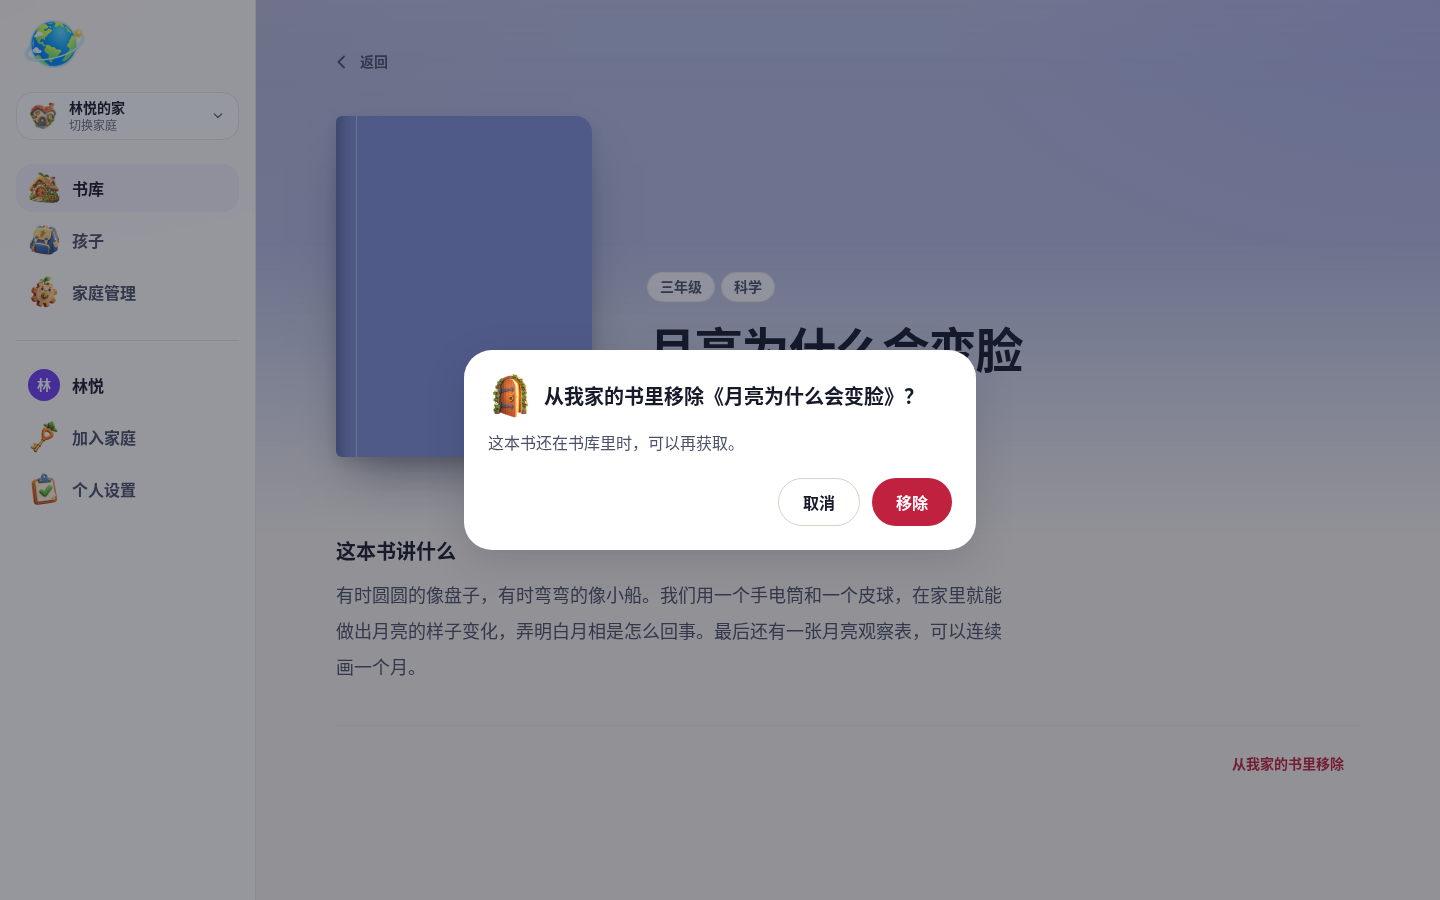 林悦的家
切换家庭
书库
孩子
家庭管理
林
林悦
加入家庭
个人设置
返回
三年级
科学
月亮为什么会变脸
从我家的书里移除《月亮为什么会变脸》？
这本书还在书库里时，可以再获取。
取消
移除
这本书讲什么
有时圆圆的像盘子，有时弯弯的像小船。我们用一个手电筒和一个皮球，在家里就能
做出月亮的样子变化，弄明白月相是怎么回事。最后还有一张月亮观察表，可以连续
画一个月。
从我家的书里移除